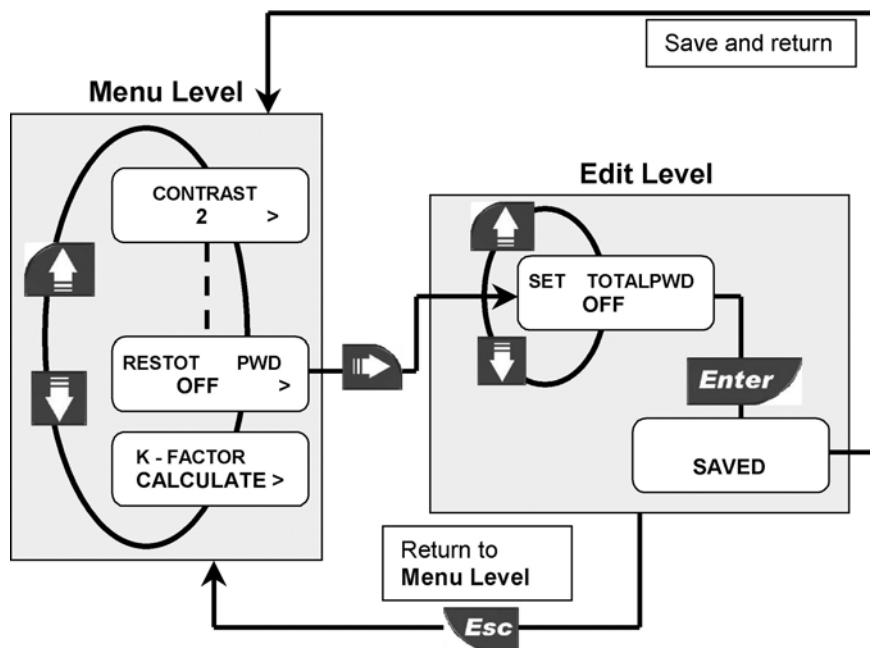 Save and return
Menu Level
CONTRAST
2 >
Edit Level
SET TOTALPWD
OFF
RESTOT PWD
OFF >
Enter
K - FACTOR
CALCULATE >
SAVED
Return to
Menu Level
Esc